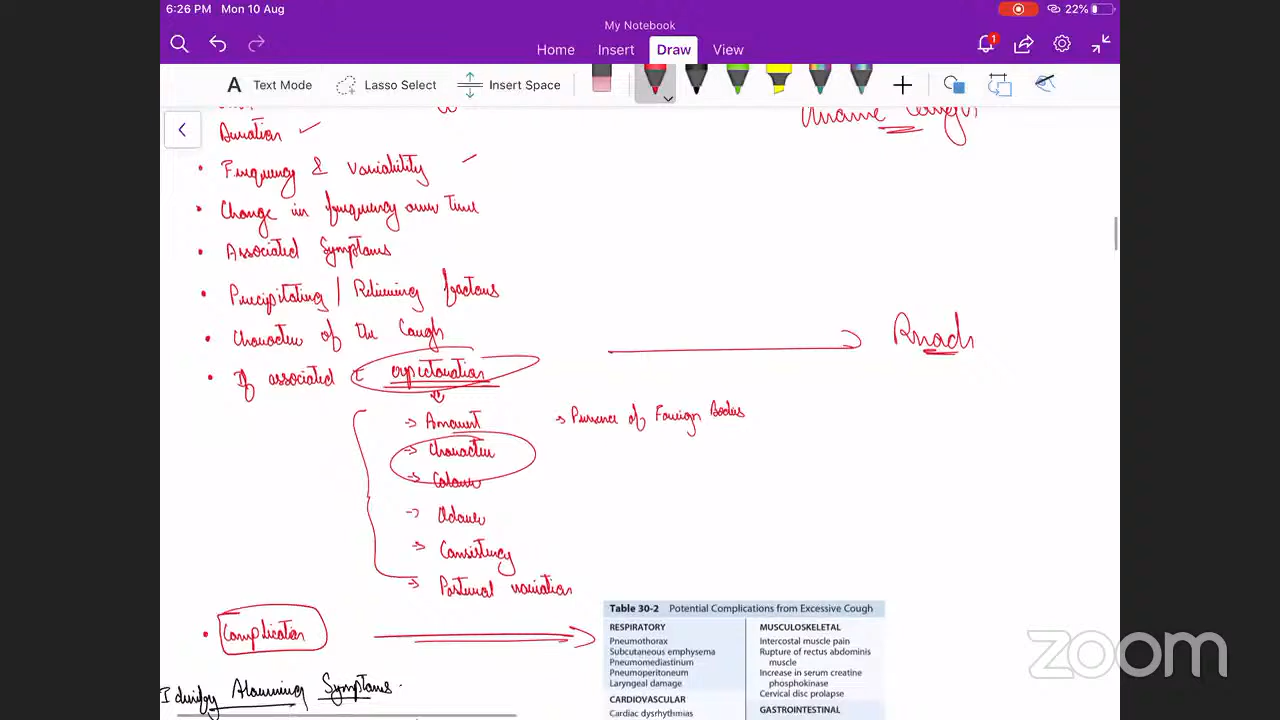 6:26 PM Mon 10 Aug
22%
My Notebook
Home Insert Draw View
1
A Text Mode Lasso Select Insert Space
Duration
Cough
• Frequency & Variability
• Change in frequency over Time
• Associated Symptoms
• Precipitating / Relieving factors
• Character of the Cough
Read
• If associated c expectoration
→ Amount
→ Presence of Foreign Bodies
→ Character
→ Colour
→ Odour
→ Consistency
→ Postural variation
• Complication
Table 30-2 Potential Complications from Excessive Cough
RESPIRATORY
Pneumothorax
Subcutaneous emphysema
Pneumomediastinum
Pneumoperitoneum
Laryngeal damage
CARDIOVASCULAR
Cardiac dysrhythmias
MUSCULOSKELETAL
Intercostal muscle pain
Rupture of rectus abdominis
muscle
Increase in serum creatine
phosphokinase
Cervical disc prolapse
GASTROINTESTINAL
Identify Alarming Symptoms.
zoom